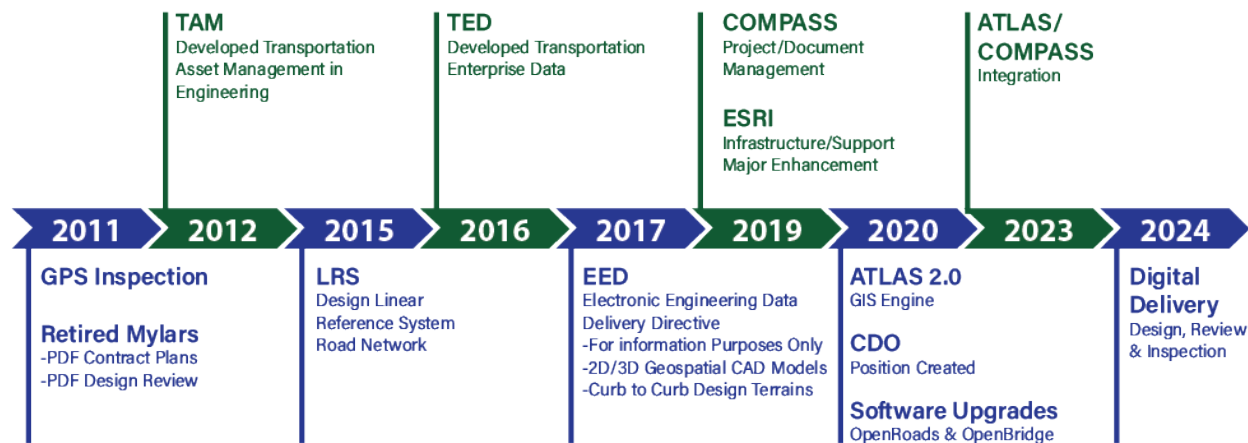 TAM
Developed Transportation
Asset Management in
Engineering
TED
Developed Transportation
Enterprise Data
COMPASS
Project/Document
Management
ESRI
Infrastructure/Support
Major Enhancement
ATLAS/
COMPASS
Integration
2011
2012
2015
2016
2017
2019
2020
2023
2024
GPS Inspection
Retired Mylars
-PDF Contract Plans
-PDF Design Review
LRS
Design Linear
Reference System
Road Network
EED
Electronic Engineering Data
Delivery Directive
-For information Purposes Only
-2D/3D Geospatial CAD Models
-Curb to Curb Design Terrains
ATLAS 2.0
GIS Engine
CDO
Position Created
Software Upgrades
OpenRoads & OpenBridge
Digital
Delivery
Design, Review
& Inspection